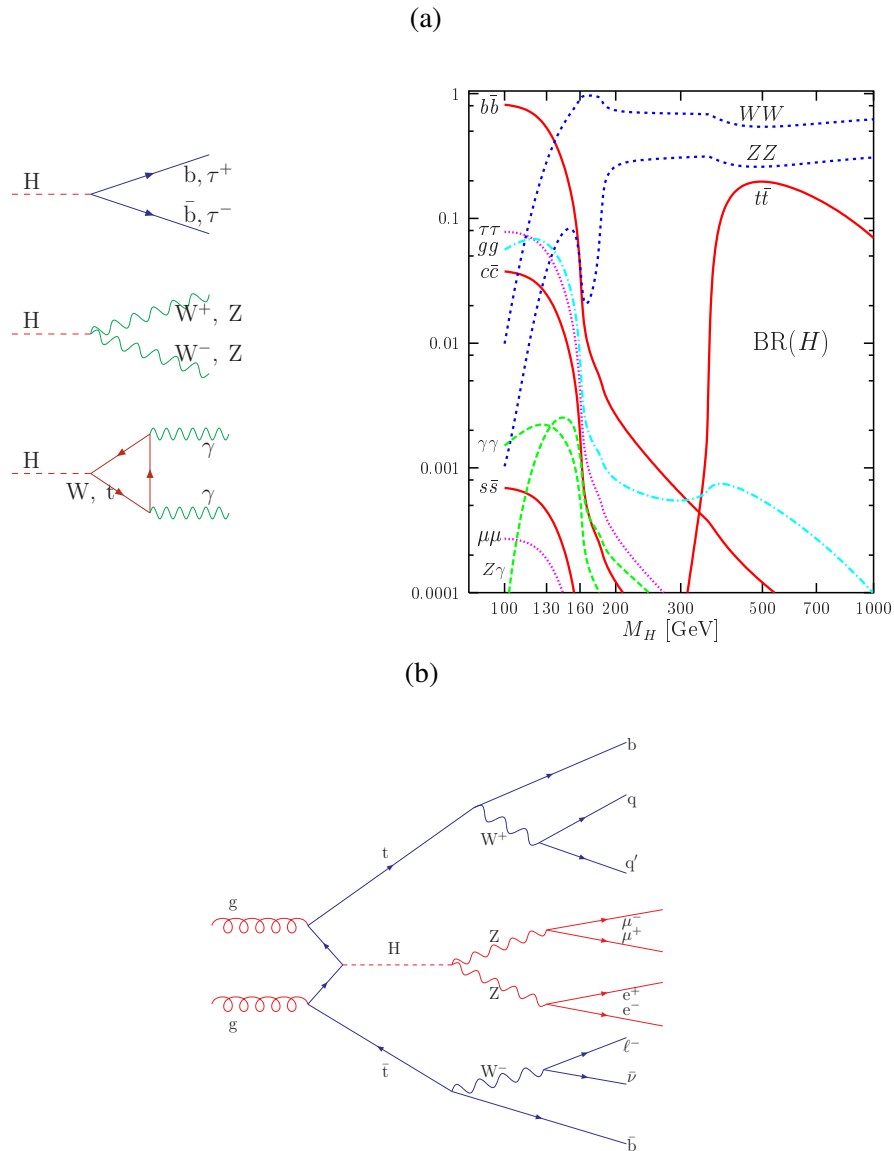 (a)
H
b, τ⁺
b̄, τ⁻
H
W⁺, Z
W⁻, Z
H
W, t
γ
γ
1
0.1
0.01
0.001
0.0001
bb̄
ττ
gg
cc̄
γγ
ss̄
μμ
Zγ
WW
ZZ
tt̄
BR(H)
100 130 160 200 300 500 700 1000
M_H [GeV]
(b)
b
q
W⁺
q′
t
g
H
Z
μ⁻
μ⁺
Z
e⁺
e⁻
g
t̄
W⁻
ℓ⁻
ν̄
b̄